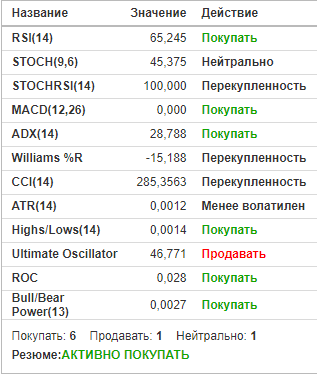 Название Значение Действие
RSI(14) 65,245 Покупать
STOCH(9,6) 45,375 Нейтрально
STOCHRSI(14) 100,000 Перекупленность
MACD(12,26) 0,000 Покупать
ADX(14) 28,788 Покупать
Williams %R -15,188 Перекупленность
CCI(14) 285,3563 Перекупленность
ATR(14) 0,0012 Менее волатилен
Highs/Lows(14) 0,0014 Покупать
Ultimate Oscillator 46,771 Продавать
ROC 0,028 Покупать
Bull/Bear
Power(13) 0,0027 Покупать
Покупать: 6 Продавать: 1 Нейтрально: 1
Резюме:АКТИВНО ПОКУПАТЬ